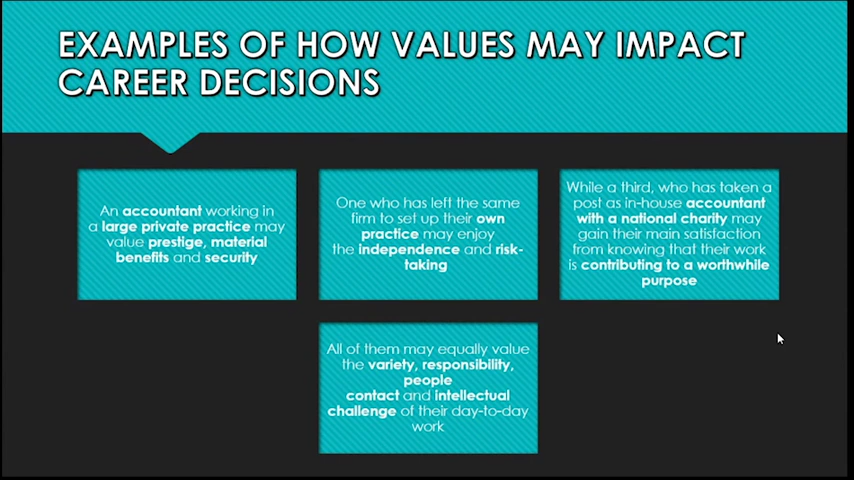 EXAMPLES OF HOW VALUES MAY IMPACT
CAREER DECISIONS
An accountant working in
a large private practice may
value prestige, material
benefits and security
One who has left the same
firm to set up their own
practice may enjoy
the independence and risk-
taking
While a third, who has taken a
post as in-house accountant
with a national charity may
gain their main satisfaction
from knowing that their work
is contributing to a worthwhile
purpose
All of them may equally value
the variety, responsibility,
people
contact and intellectual
challenge of their day-to-day
work